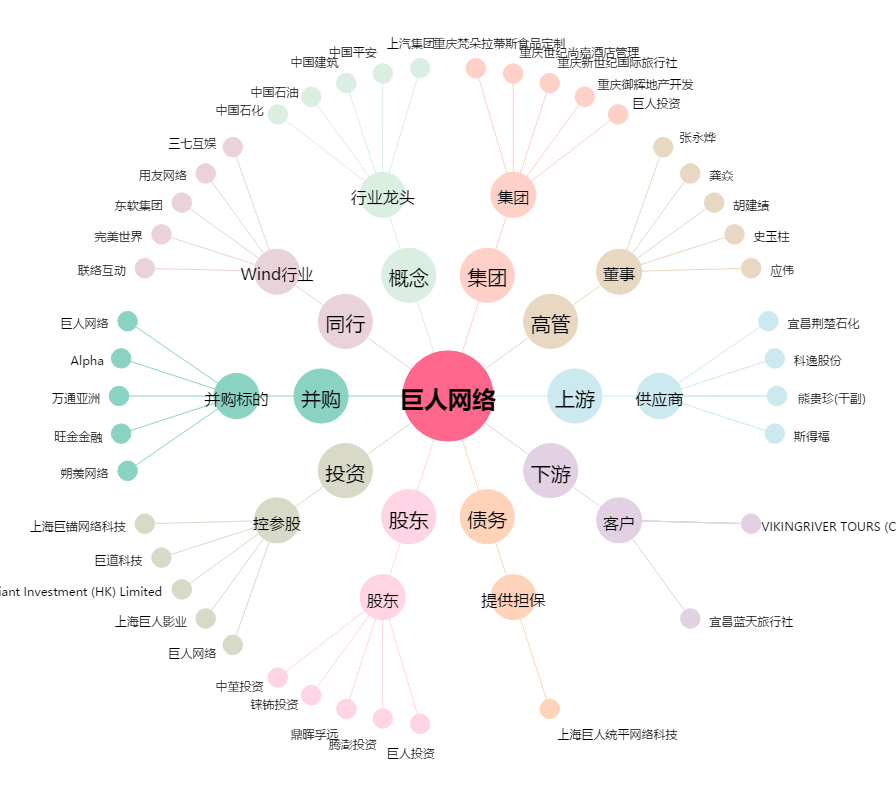 上汽集团
重庆梵朵拉蒂斯食品定制
中国平安
重庆世纪尚嘉酒店管理
中国建筑
重庆新世纪国际旅行社
中国石油
重庆御辉地产开发
中国石化
巨人投资
三七互娱
张永烨
用友网络
行业龙头
集团
龚焱
东软集团
胡建绩
完美世界
史玉柱
联络互动
Wind行业
概念
集团
董事
应伟
巨人网络
同行
高管
宜昌荆楚石化
Alpha
科逸股份
万通亚洲
并购标的
并购
巨人网络
上游
供应商
熊贵珍(干副)
旺金金融
斯得福
朔羡网络
投资
下游
上海巨锚网络科技
控参股
股东
债务
客户
VIKINGRIVER TOURS (C
巨道科技
iant Investment (HK) Limited
股东
提供担保
上海巨人影业
宜昌蓝天旅行社
巨人网络
中堇投资
铼钸投资
鼎晖孚远
腾澎投资
巨人投资
上海巨人统平网络科技